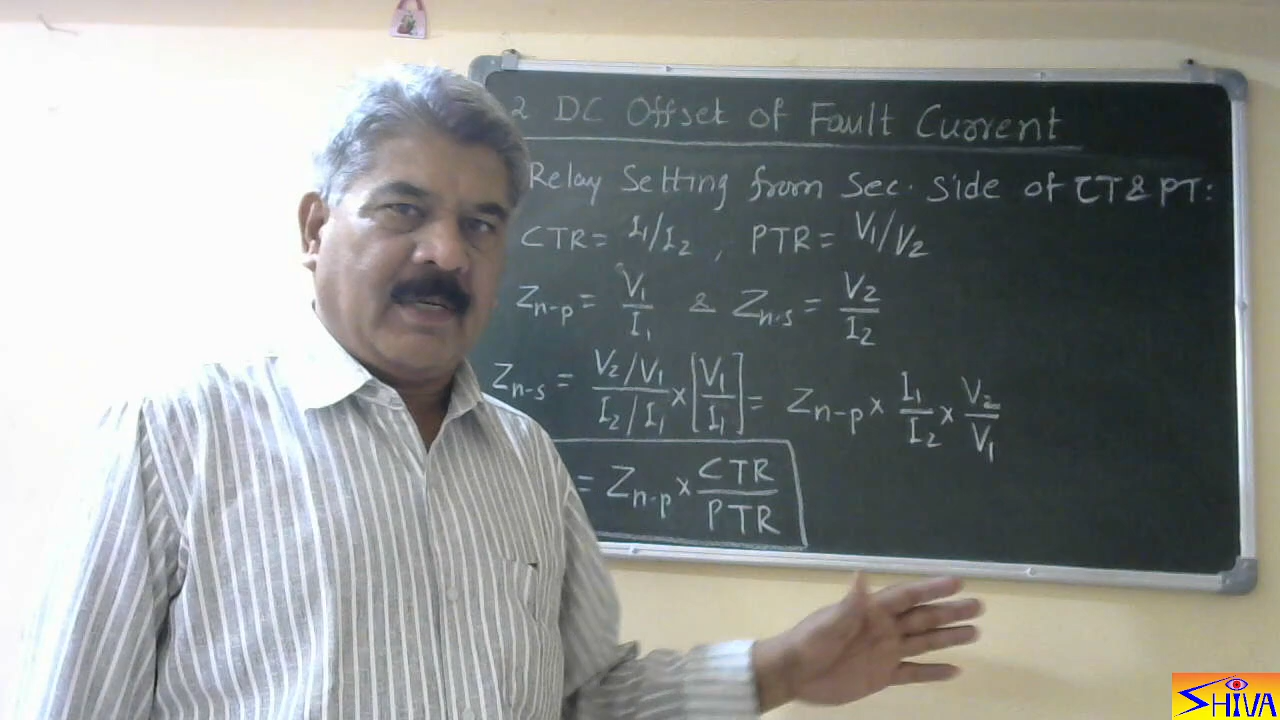 2 DC Offset of Fault Current
Relay Setting from Sec. Side of CT & PT:
CTR = I₁/I₂ , PTR = V₁/V₂
Zn-p = V₁/I₁ & Zn-s = V₂/I₂
Zn-s = (V₂/V₁)/(I₂/I₁) × [V₁/I₁] = Zn-p × I₁/I₂ × V₂/V₁
= Zn-p × CTR/PTR
SHIVA